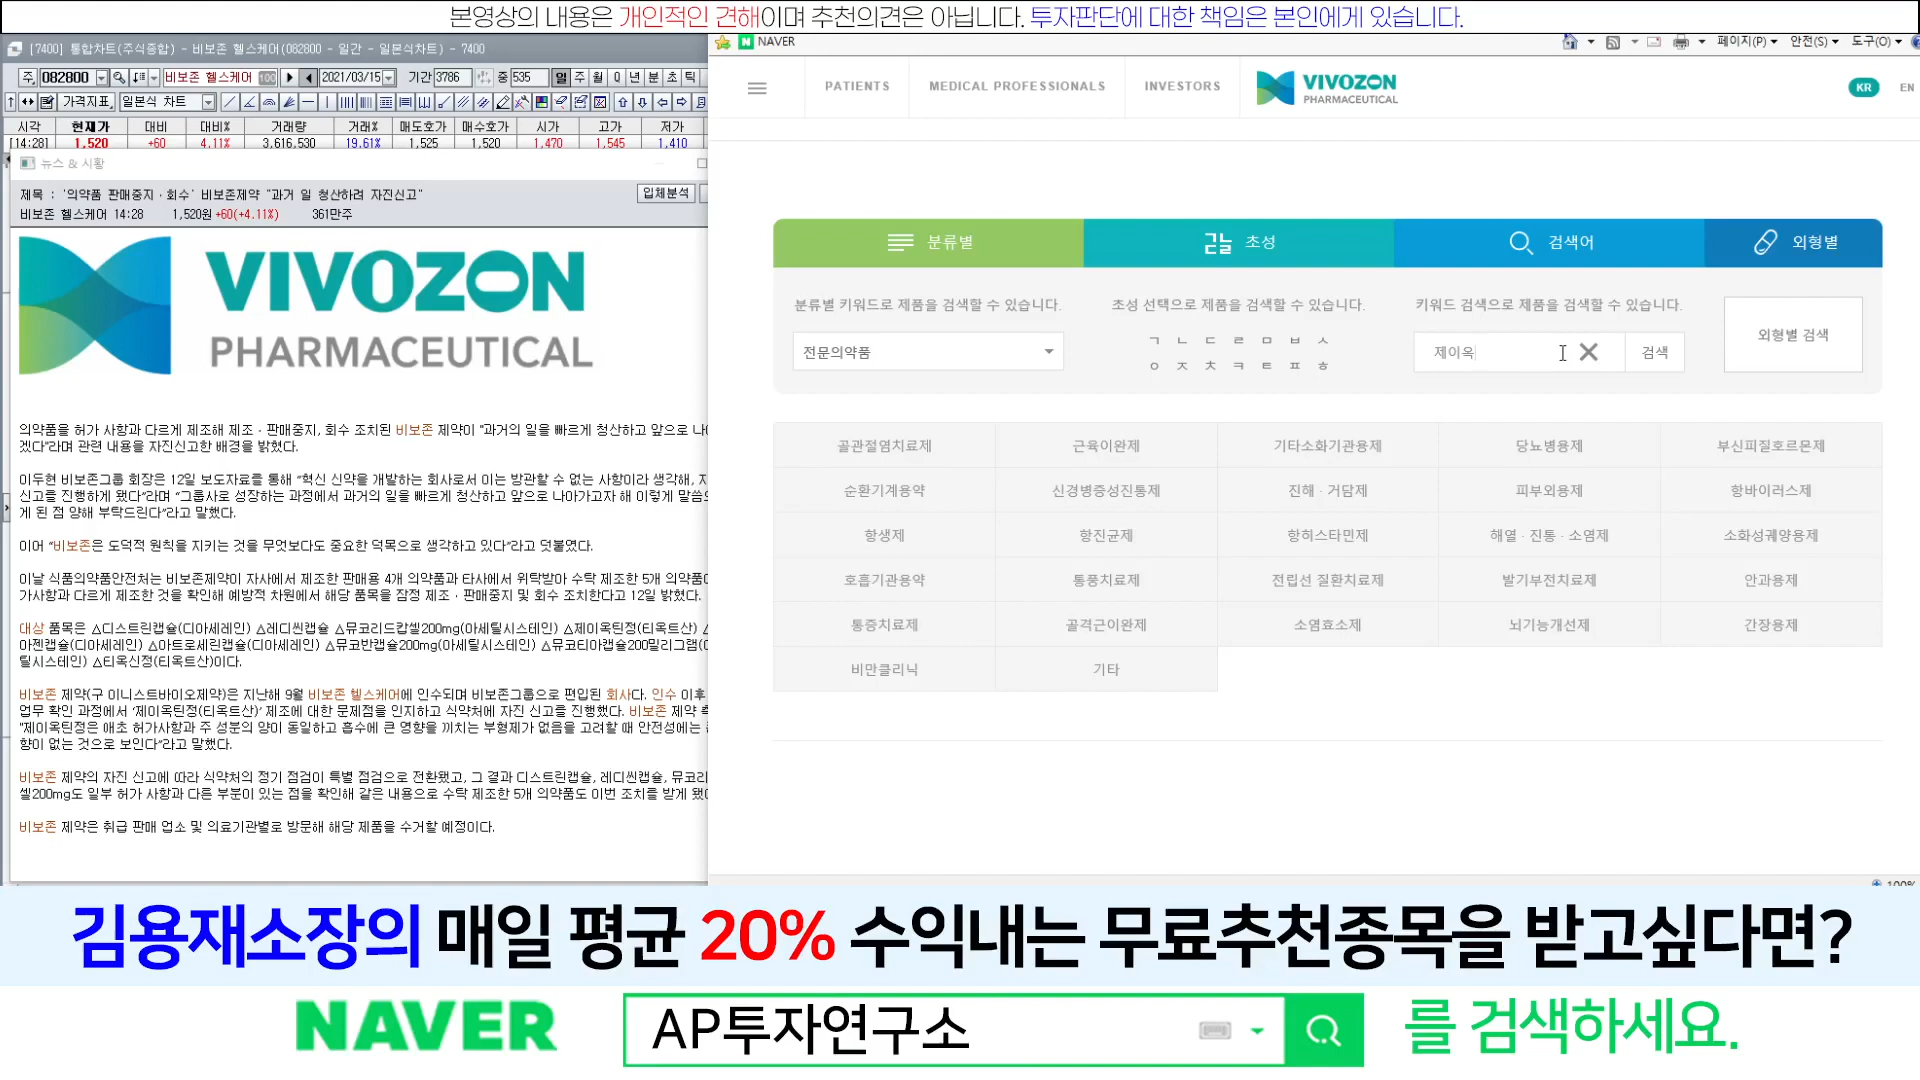 본영상의 내용은 개인적인 견해이며 추천의견은 아닙니다. 투자판단에 대한 책임은 본인에게 있습니다.
[7400] 통합차트(주식종합) - 비보존 헬스케어(082800 - 일간 - 일본식차트) - 7400
NAVER
페이지(P) 안전(S) 도구(O)
주 082800 비보존 헬스케어 100 2021/03/15 기간 3786 중 535 일 주 월 년 분 초 틱
가격지표 일본식 차트
시각 현재가 대비 대비% 거래량 거래% 매도호가 매수호가 시가 고가 저가
[14:28] 1,520 +60 4.11% 3,616,530 19.61% 1,525 1,520 1,470 1,545 1,410
뉴스 & 시황
제목 : '의약품 판매중지·회수' 비보존제약 "과거 일 청산하려 자진신고"
입체분석
비보존 헬스케어 14:28 1,520원 +60(+4.11%) 361만주
VIVOZON
PHARMACEUTICAL
의약품을 허가 사항과 다르게 제조해 제조·판매중지, 회수 조치된 비보존 제약이 "과거의 일을 빠르게 청산하고 앞으로
겠다"라며 관련 내용을 자진신고한 배경을 밝혔다.
이두현 비보존그룹 회장은 12일 보도자료를 통해 "혁신 신약을 개발하는 회사로서 이는 방관할 수 없는 사항이라 생각해,
신고를 진행하게 됐다"라며 "그룹사로 성장하는 과정에서 과거의 일을 빠르게 청산하고 앞으로 나아가고자 해 이렇게
게 된 점 양해 부탁드린다"라고 말했다.
이어 "비보존은 도덕적 원칙을 지키는 것을 무엇보다도 중요한 덕목으로 생각하고 있다"라고 덧붙였다.
이날 식품의약품안전처는 비보존제약이 자사에서 제조한 판매용 4개 의약품과 타사에서 위탁받아 수탁 제조한 5개
가사항과 다르게 제조한 것을 확인해 예방적 차원에서 해당 품목을 잠정 제조·판매중지 및 회수 조치한다고 12일 밝혔다.
대상 품목은 △디스트린캡슐(디아세레인) △레디씬캡슐 △뮤코리드캅셀200mg(아세틸시스테인) △제이옥틴정(티옥트산) △
아젠캡슐(디아세레인) △아트로세린캡슐(디아세레인) △뮤코반캡슐200mg(아세틸시스테인) △뮤코티아캡슐200밀리그램
틸시스테인) △티옥신정(티옥트산)이다.
비보존 제약(구 이니스트바이오제약)은 지난해 9월 비보존 헬스케어에 인수되며 비보존그룹으로 편입된 회사다. 인수 이후
업무 확인 과정에서 '제이옥틴정(티옥트산)' 제조에 대한 문제점을 인지하고 식약처에 자진 신고를 진행했다. 비보존 제약
"제이옥틴정은 애초 허가사항과 주 성분의 양이 동일하고 흡수에 큰 영향을 끼치는 부형제가 없음을 고려할 때 안전성에는
향이 없는 것으로 보인다"라고 말했다.
비보존 제약의 자진 신고에 따라 식약처의 정기 점검이 특별 점검으로 전환됐고, 그 결과 디스트린캡슐, 레디씬캡슐,
셀200mg도 일부 허가 사항과 다른 부분이 있는 점을 확인해 같은 내용으로 수탁 제조한 5개 의약품도 이번 조치를 받게
비보존 제약은 취급 판매 업소 및 의료기관별로 방문해 해당 제품을 수거할 예정이다.
PATIENTS MEDICAL PROFESSIONALS INVESTORS VIVOZON PHARMACEUTICAL KR EN
분류별 초성 검색어 외형별
분류별 키워드로 제품을 검색할 수 있습니다. 초성 선택으로 제품을 검색할 수 있습니다. 키워드 검색으로 제품을 검색할 수 있습니다.
전문의약품
ㄱ ㄴ ㄷ ㄹ ㅁ ㅂ ㅅ
ㅇ ㅈ ㅊ ㅋ ㅌ ㅍ ㅎ
제이옥 검색
외형별 검색
골관절염치료제 근육이완제 기타소화기관용제 당뇨병용제 부신피질호르몬제
순환기계용약 신경병증성진통제 진해·거담제 피부외용제 항바이러스제
항생제 항진균제 항히스타민제 해열·진통·소염제 소화성궤양용제
호흡기관용약 통풍치료제 전립선 질환치료제 발기부전치료제 안과용제
통증치료제 골격근이완제 소염효소제 뇌기능개선제 간장용제
비만클리닉 기타
100%
김용재소장의 매일 평균 20% 수익내는 무료추천종목을 받고싶다면?
NAVER AP투자연구소 를 검색하세요.